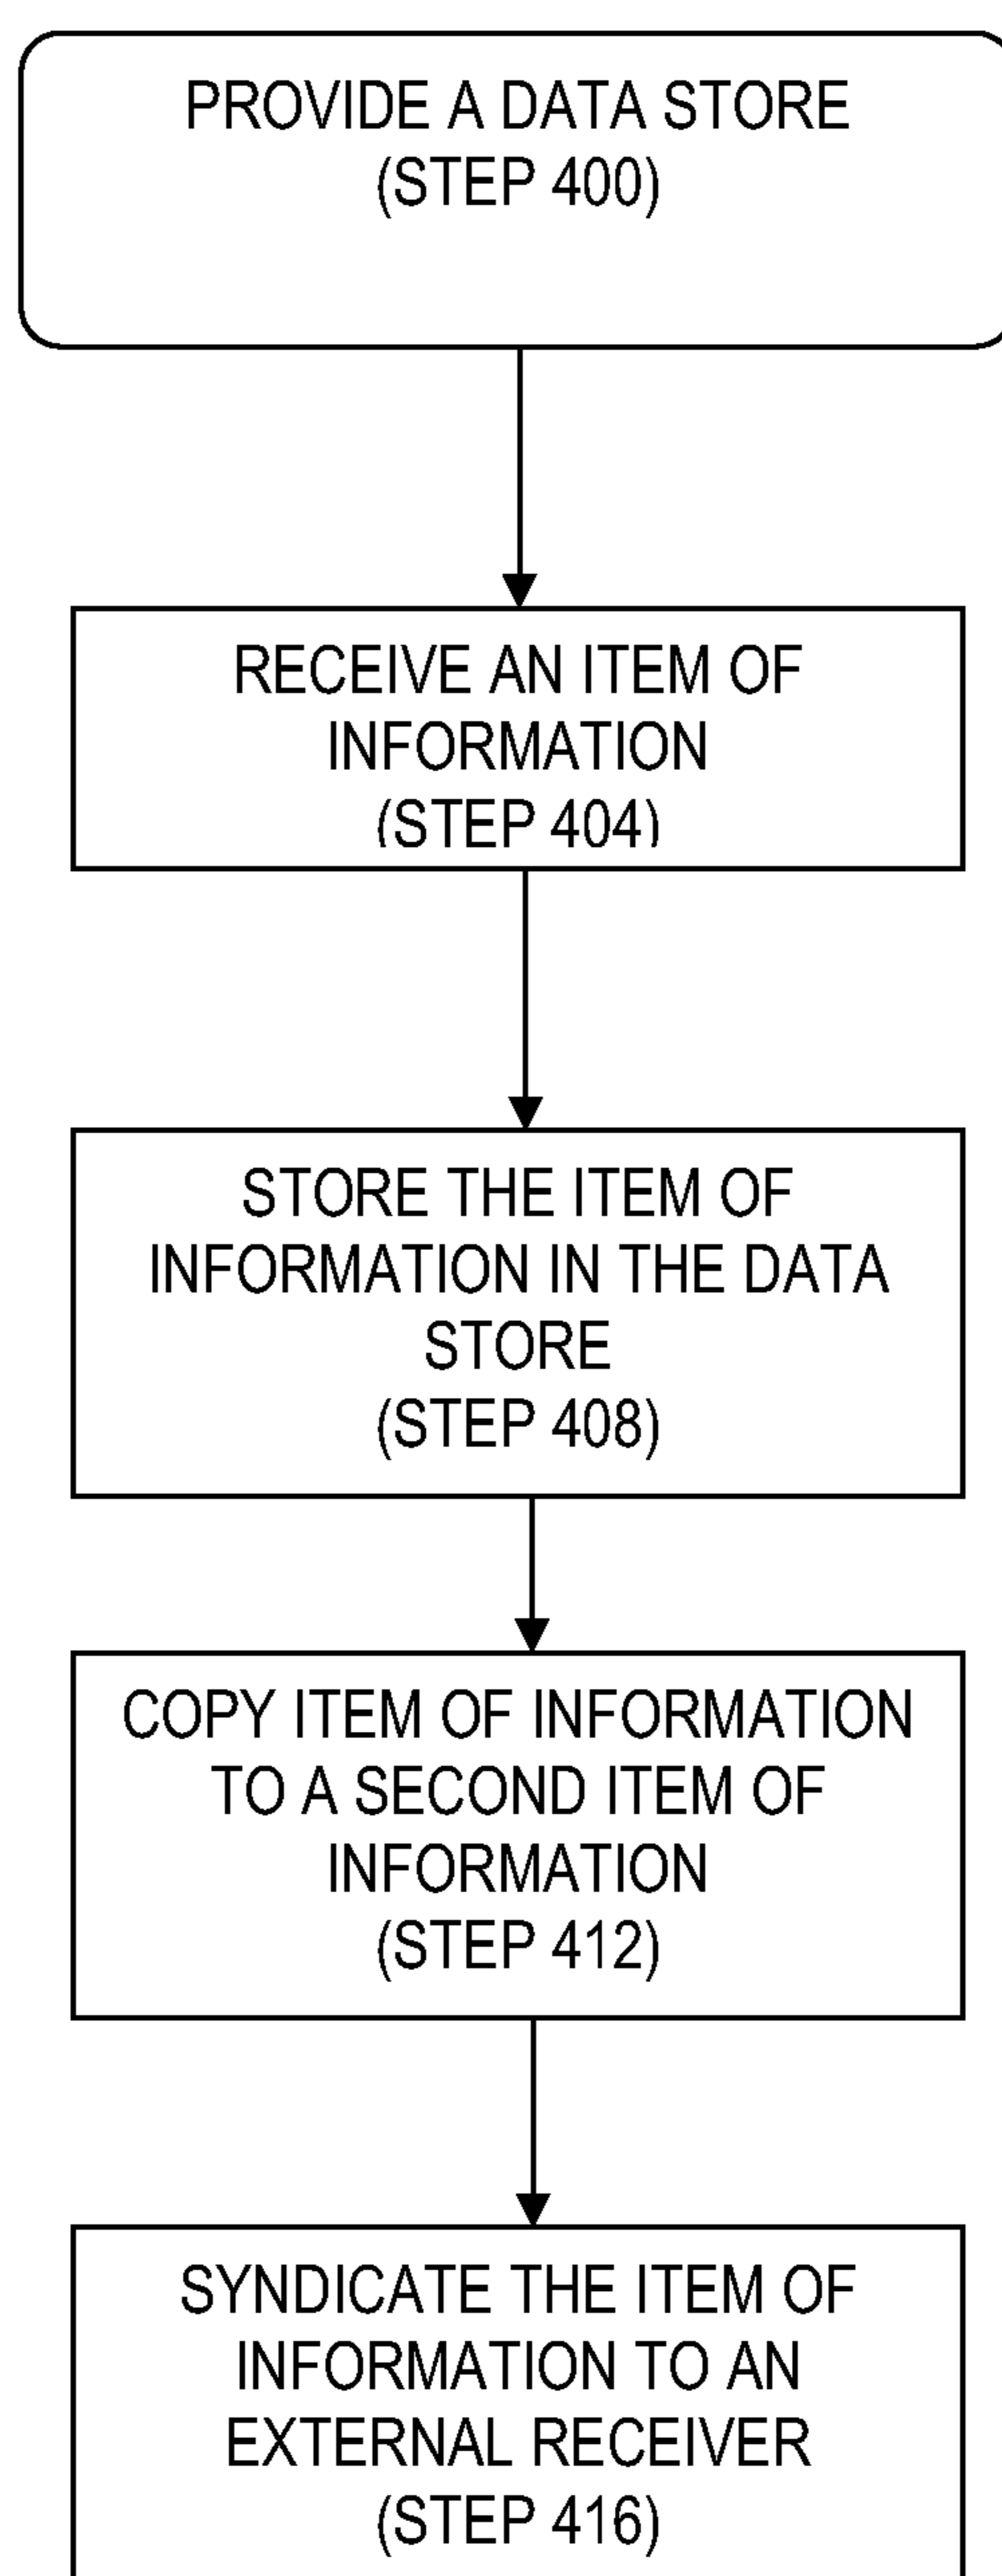 PROVIDE A DATA STORE
(STEP 400)
RECEIVE AN ITEM OF
INFORMATION
(STEP 404)
STORE THE ITEM OF
INFORMATION IN THE DATA
STORE
(STEP 408)
COPY ITEM OF INFORMATION
TO A SECOND ITEM OF
INFORMATION
(STEP 412)
SYNDICATE THE ITEM OF
INFORMATION TO AN
EXTERNAL RECEIVER
(STEP 416)